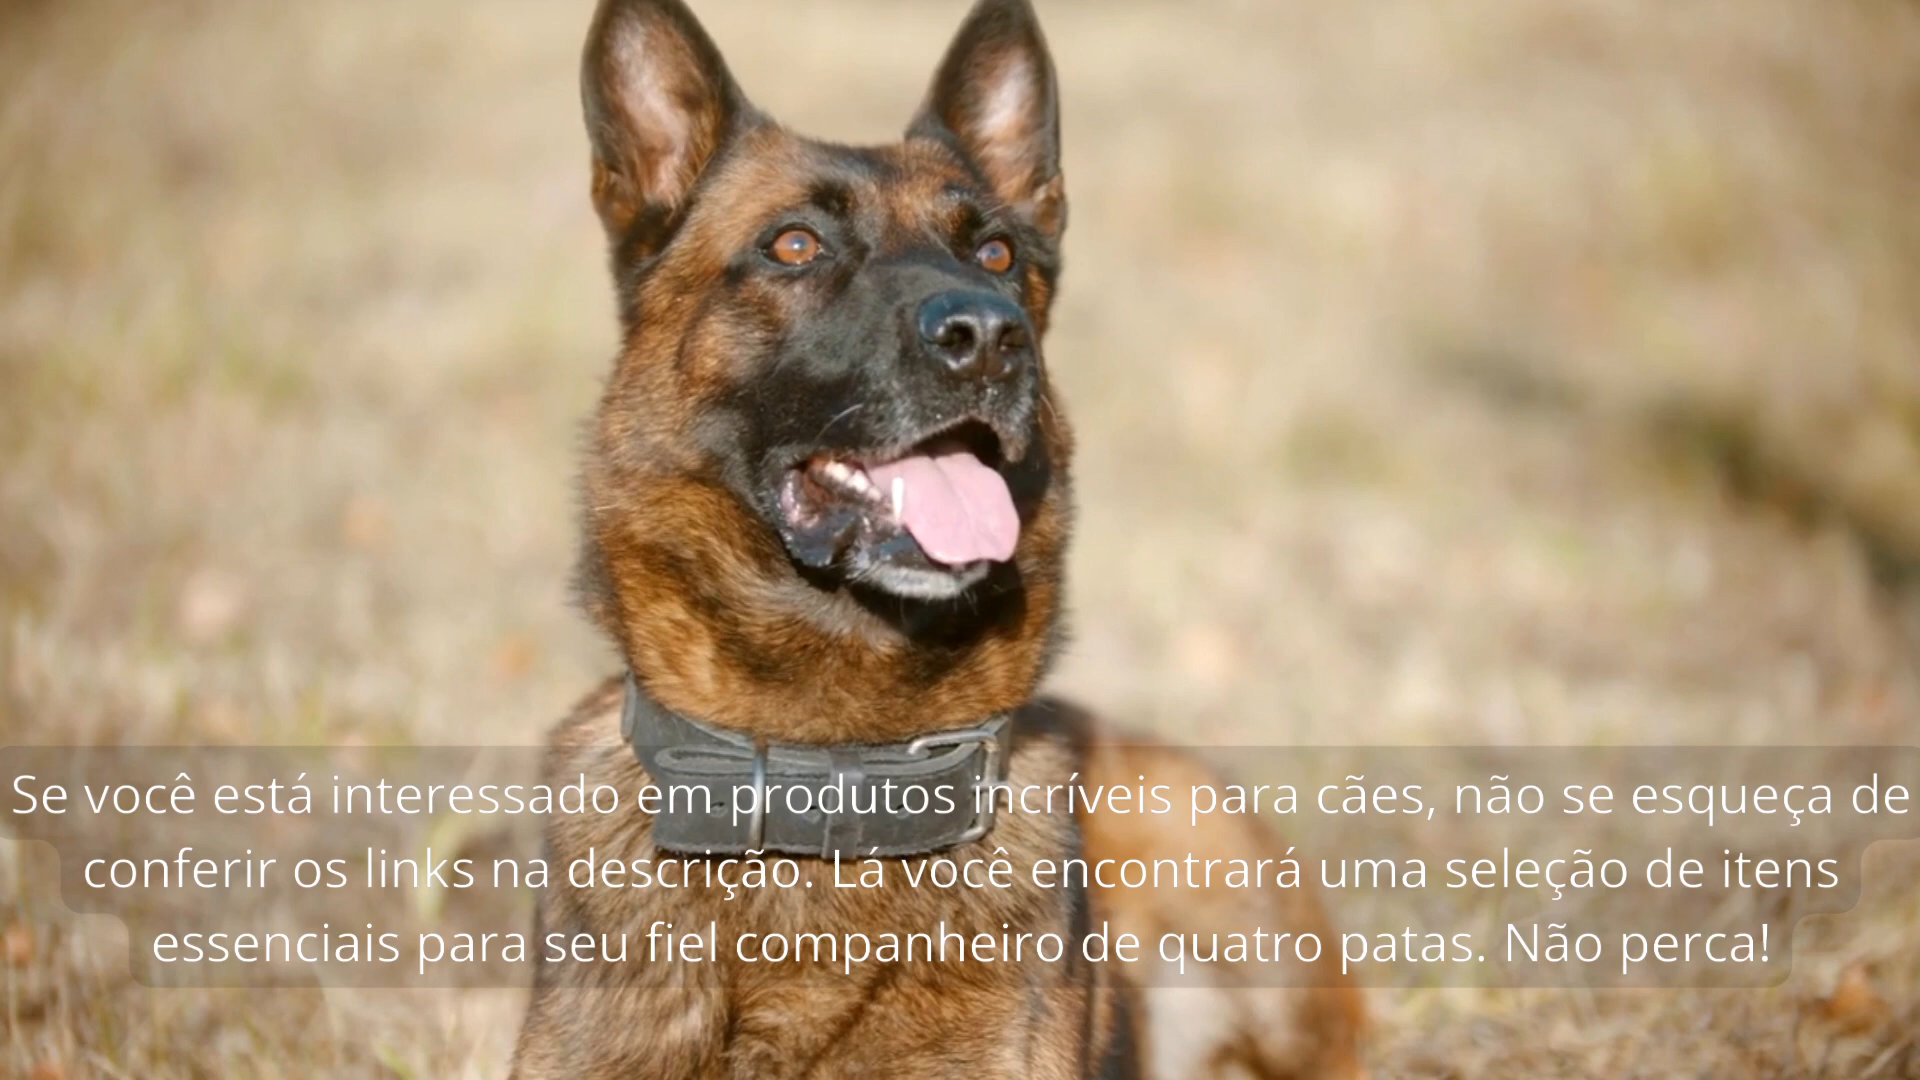 Se você está interessado em produtos incríveis para cães, não se esqueça de
conferir os links na descrição. Lá você encontrará uma seleção de itens
essenciais para seu fiel companheiro de quatro patas. Não perca!